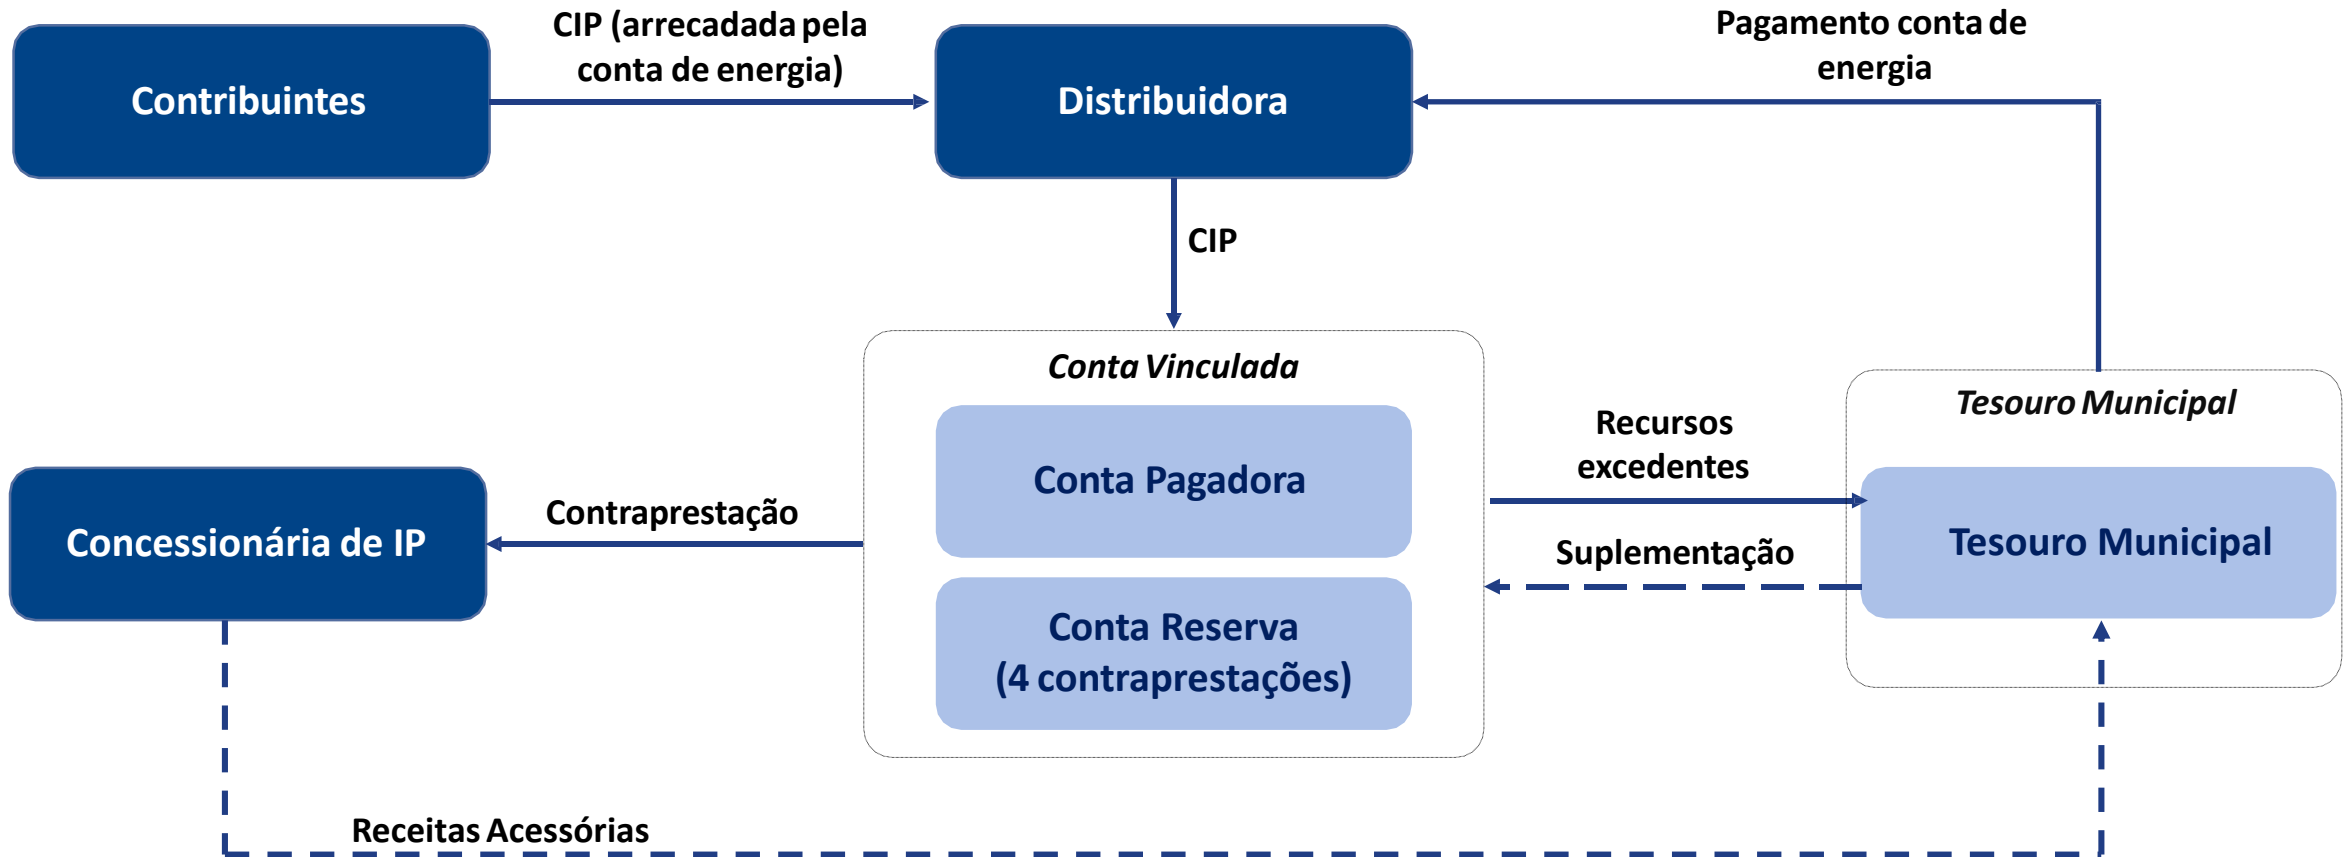 CIP (arrecadada pela
conta de energia)
Pagamento conta de
energia
Contribuintes
Distribuidora
CIP
Conta Vinculada
Tesouro Municipal
Conta Pagadora
Recursos
excedentes
Contraprestação
Concessionária de IP
Tesouro Municipal
Suplementação
Conta Reserva
(4 contraprestações)
Receitas Acessórias